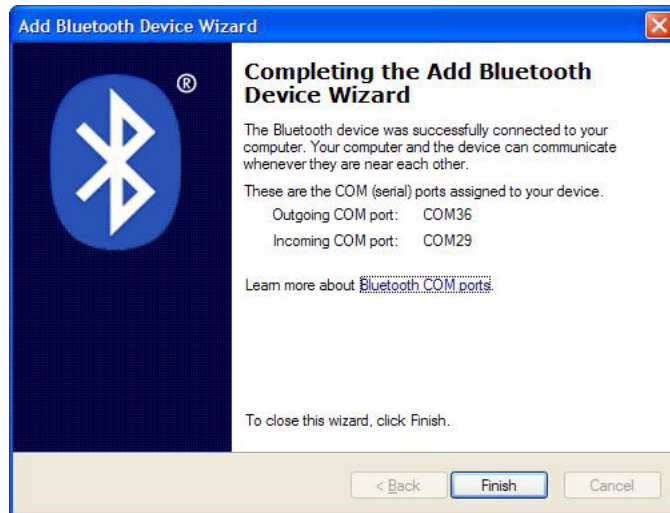 Add Bluetooth Device Wizard
®
Completing the Add Bluetooth
Device Wizard
The Bluetooth device was successfully connected to your
computer. Your computer and the device can communicate
whenever they are near each other.
These are the COM (serial) ports assigned to your device.
Outgoing COM port: COM36
Incoming COM port: COM29
Learn more about Bluetooth COM ports.
To close this wizard, click Finish.
< Back Finish Cancel